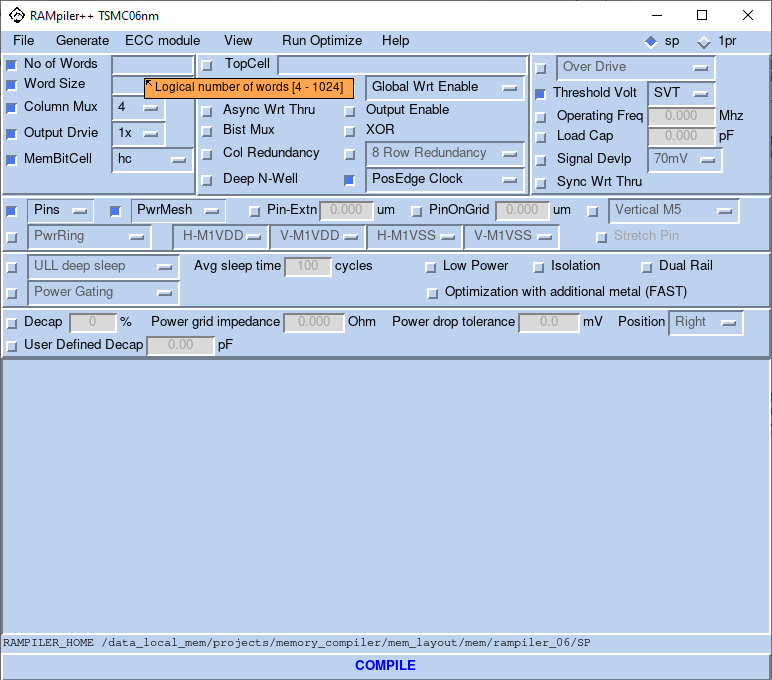 RAMpiler++ TSMC06nm
File Generate ECC module View Run Optimize Help sp 1pr
No of Words TopCell Over Drive
Word Size Logical number of words [4 - 1024] Global Wrt Enable Threshold Volt SVT
Column Mux 4 Async Wrt Thru Output Enable Operating Freq 0.000 Mhz
Output Drvie 1x Bist Mux XOR Load Cap 0.000 pF
MemBitCell hc Col Redundancy 8 Row Redundancy Signal Devlp 70mV
Deep N-Well PosEdge Clock Sync Wrt Thru
Pins PwrMesh Pin-Extn 0.000 um PinOnGrid 0.000 um Vertical M5
PwrRing H-M1VDD V-M1VDD H-M1VSS V-M1VSS Stretch Pin
ULL deep sleep Avg sleep time 100 cycles Low Power Isolation Dual Rail
Power Gating Optimization with additional metal (FAST)
Decap 0 % Power grid impedance 0.000 Ohm Power drop tolerance 0.0 mV Position Right
User Defined Decap 0.00 pF
RAMPILER_HOME /data_local_mem/projects/memory_compiler/mem_layout/mem/rampiler_06/SP
COMPILE